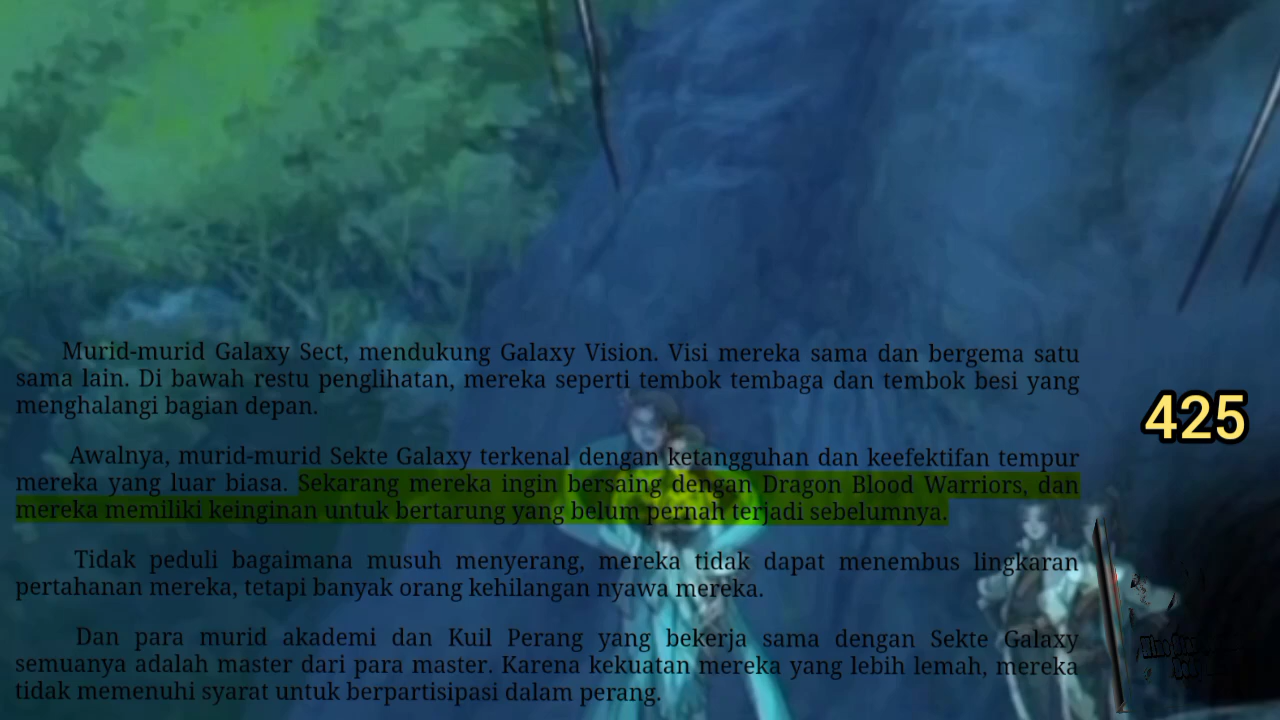 Murid-murid Galaxy Sect, mendukung Galaxy Vision. Visi mereka sama dan bergema satu
sama lain. Di bawah restu penglihatan, mereka seperti tembok tembaga dan tembok besi yang
menghalangi bagian depan.
425
Awalnya, murid-murid Sekte Galaxy terkenal dengan ketangguhan dan keefektifan tempur
mereka yang luar biasa. Sekarang mereka ingin bersaing dengan Dragon Blood Warriors, dan
mereka memiliki keinginan untuk bertarung yang belum pernah terjadi sebelumnya.
Tidak peduli bagaimana musuh menyerang, mereka tidak dapat menembus lingkaran
pertahanan mereka, tetapi banyak orang kehilangan nyawa mereka.
Dan para murid akademi dan Kuil Perang yang bekerja sama dengan Sekte Galaxy
semuanya adalah master dari para master. Karena kekuatan mereka yang lebih lemah, mereka
tidak memenuhi syarat untuk berpartisipasi dalam perang.